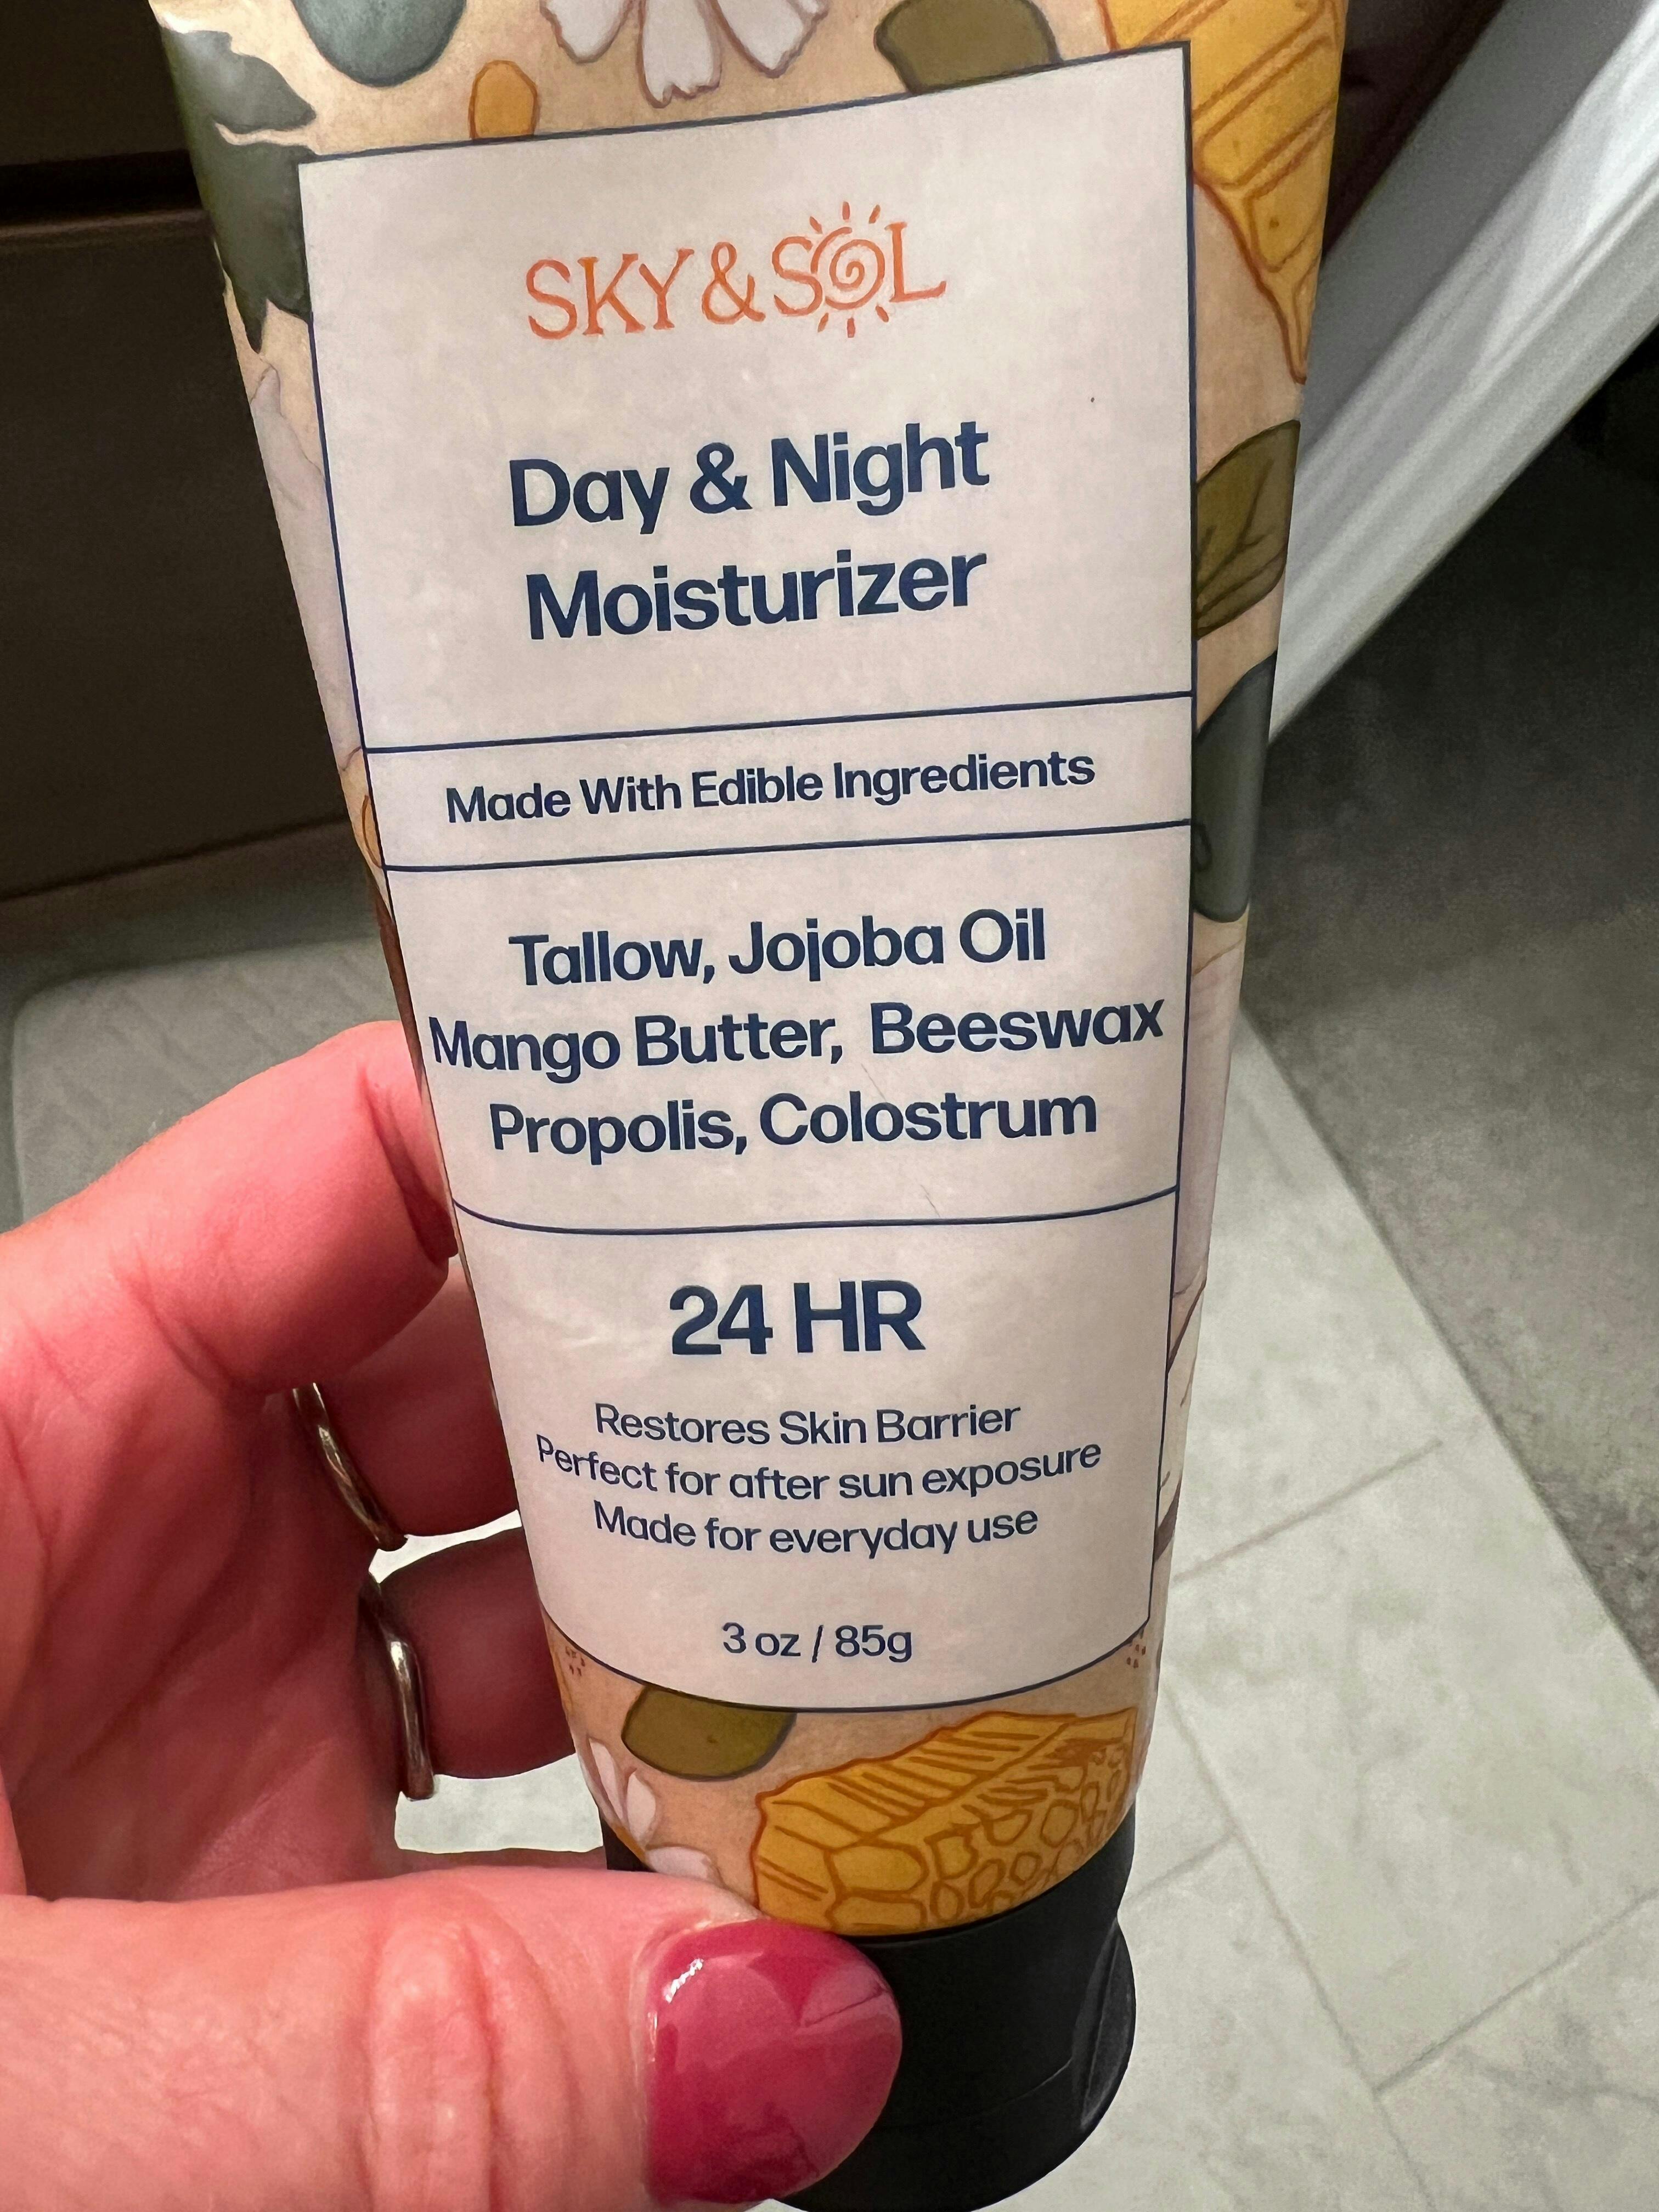 SKY & SOL
Day & Night
Moisturizer
Made With Edible Ingredients
Tallow, Jojoba Oil
Mango Butter, Beeswax
Propolis, Colostrum
24 HR
Restores Skin Barrier
Perfect for after sun exposure
Made for everyday use
3 oz / 85g